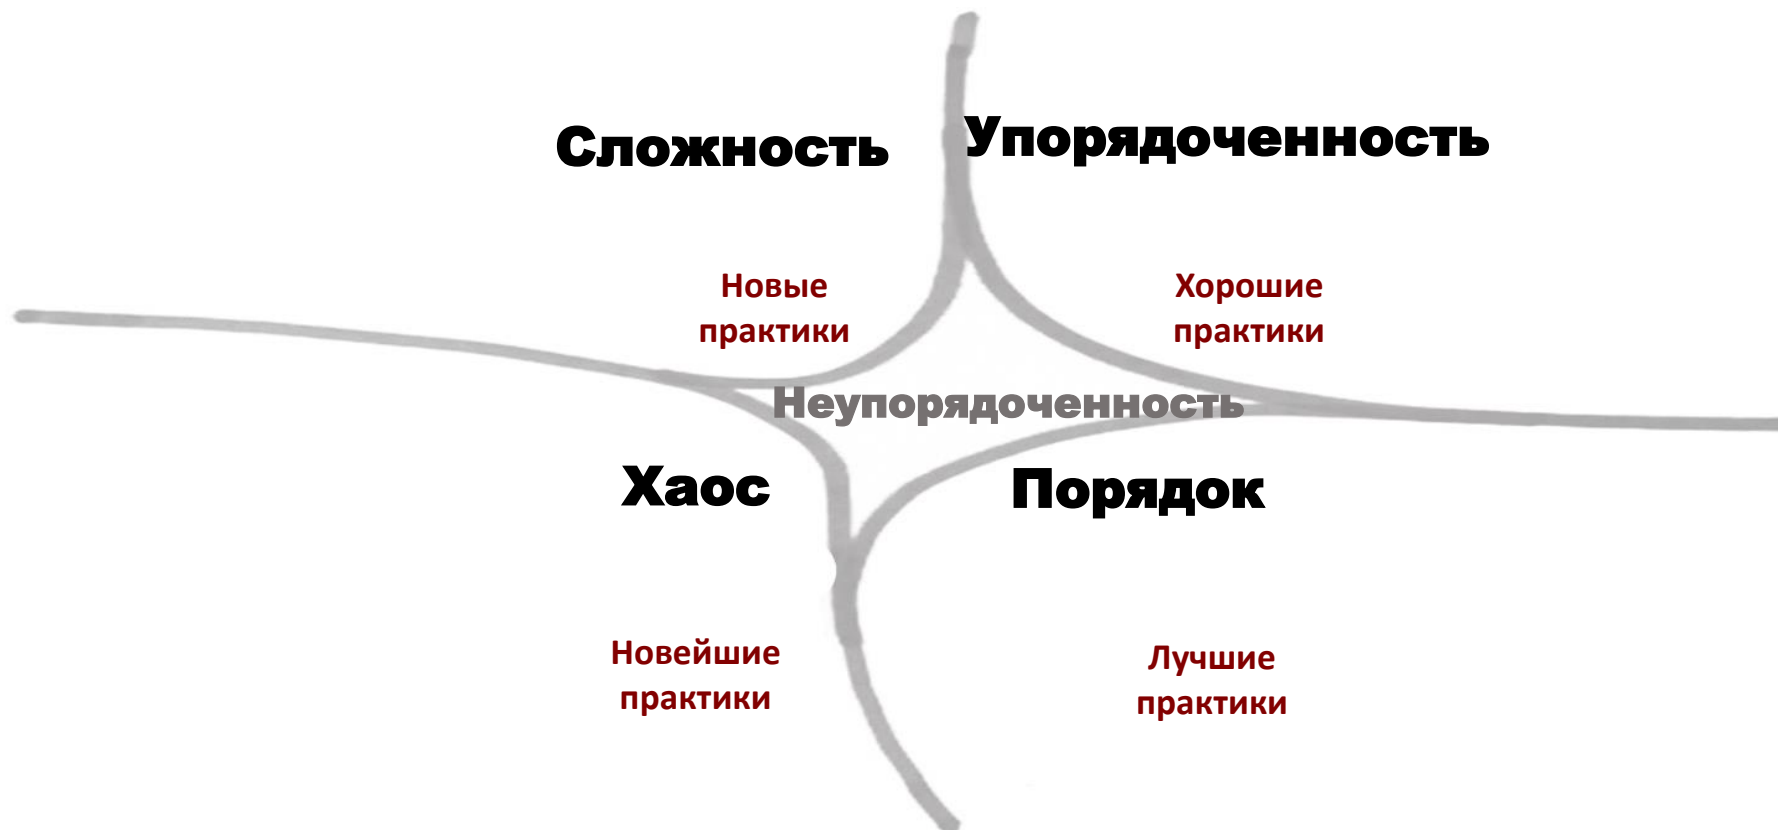 Сложность
Упорядоченность
Новые
практики
Хорошие
практики
Неупорядоченность
Хаос
Порядок
Новейшие
практики
Лучшие
практики